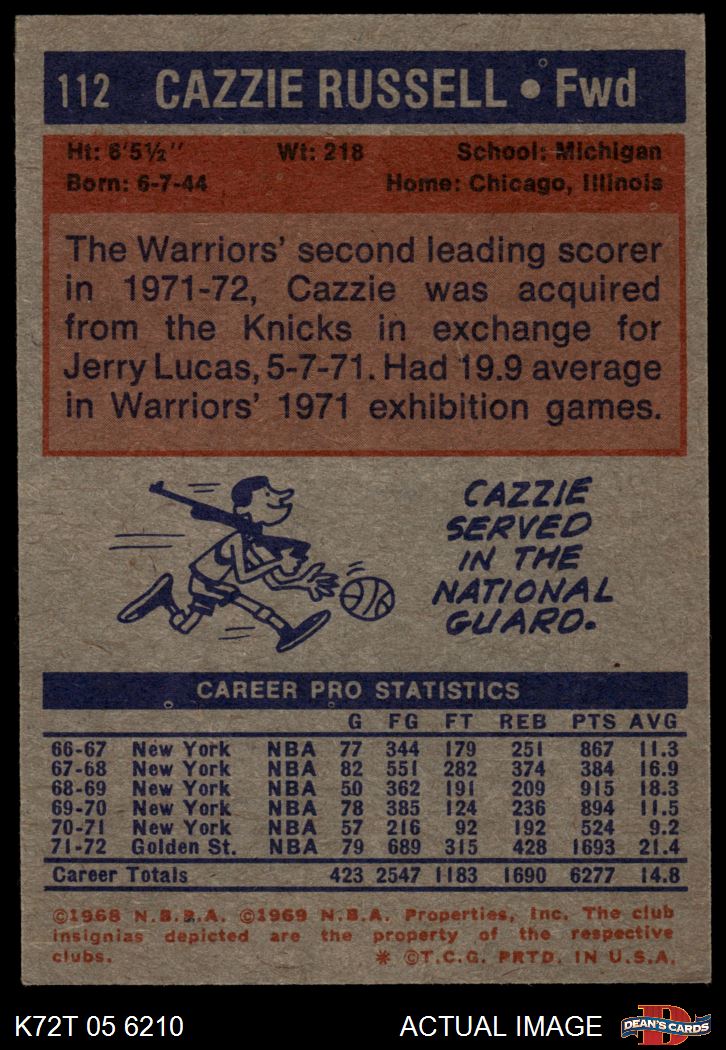 112 CAZZIE RUSSELL • Fwd
Ht: 6'5½" Wt: 218 School: Michigan
Born: 6-7-44 Home: Chicago, Illinois
The Warriors' second leading scorer
in 1971-72, Cazzie was acquired
from the Knicks in exchange for
Jerry Lucas, 5-7-71. Had 19.9 average
in Warriors' 1971 exhibition games.
CAZZIE
SERVED
IN THE
NATIONAL
GUARD.
CAREER PRO STATISTICS
G FG FT REB PTS AVG
66-67 New York NBA 77 344 179 251 867 11.3
67-68 New York NBA 82 551 282 374 384 16.9
68-69 New York NBA 50 362 191 209 915 18.3
69-70 New York NBA 78 385 124 236 894 11.5
70-71 New York NBA 57 216 92 192 524 9.2
71-72 Golden St. NBA 79 689 315 428 1693 21.4
Career Totals 423 2547 1183 1690 6277 14.8
©1968 N.B.P.A. ©1969 N.B.A. Properties, Inc. The club
insignias depicted are the property of the respective
clubs. * ©T.C.G. PRTD. IN U.S.A.
K72T 05 6210 ACTUAL IMAGE DEAN'S CARDS